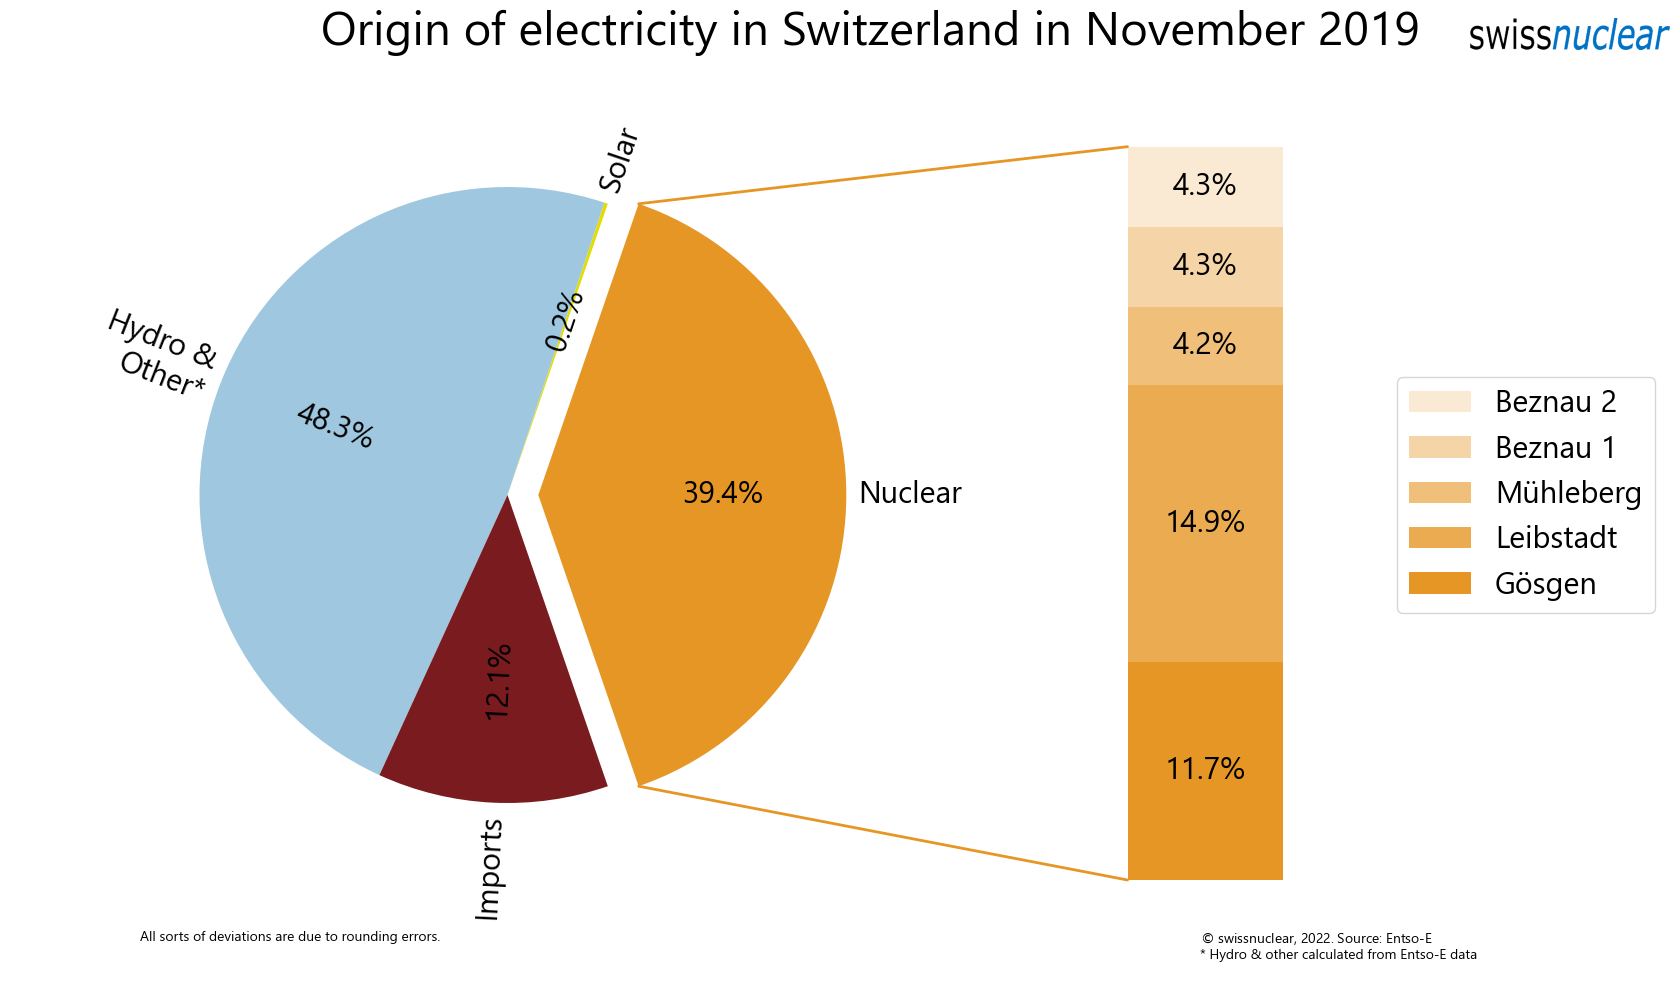 Origin of electricity in Switzerland in November 2019
swissnuclear
Solar
0.2%
Hydro &
Other*
48.3%
39.4%
Nuclear
12.1%
Imports
4.3%
4.3%
4.2%
14.9%
11.7%
Beznau 2
Beznau 1
Mühleberg
Leibstadt
Gösgen
All sorts of deviations are due to rounding errors.
© swissnuclear, 2022. Source: Entso-E
* Hydro & other calculated from Entso-E data